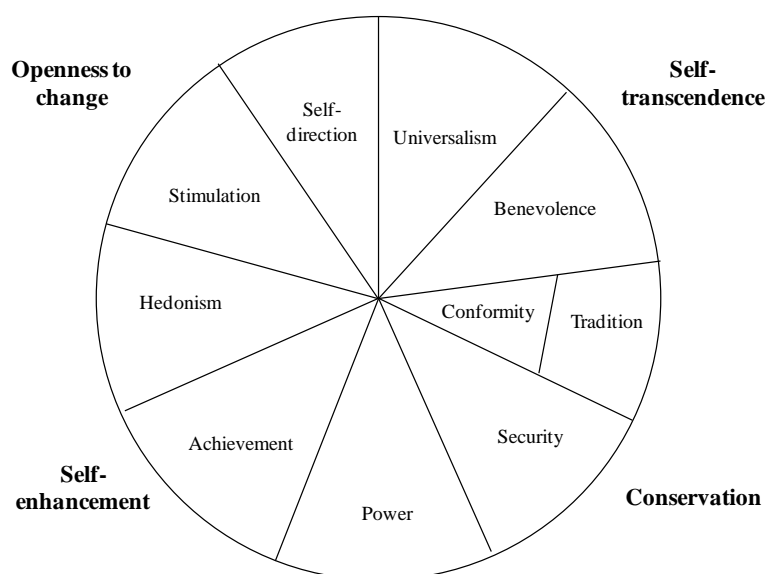 Openness to
change
Self-
transcendence
Self-
direction
Universalism
Stimulation
Benevolence
Hedonism
Conformity
Tradition
Achievement
Security
Self-
enhancement
Power
Conservation